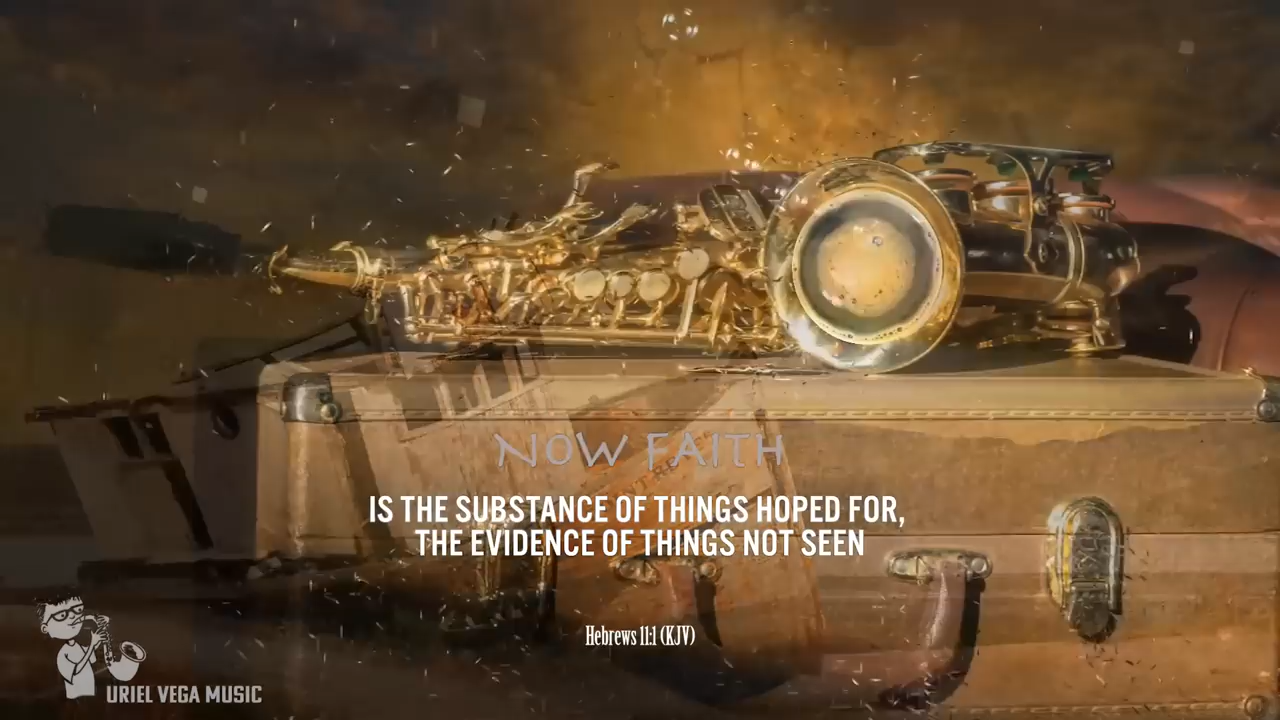 NOW FAITH
IS THE SUBSTANCE OF THINGS HOPED FOR,
THE EVIDENCE OF THINGS NOT SEEN
Hebrews 11:1 (KJV)
URIEL VEGA MUSIC